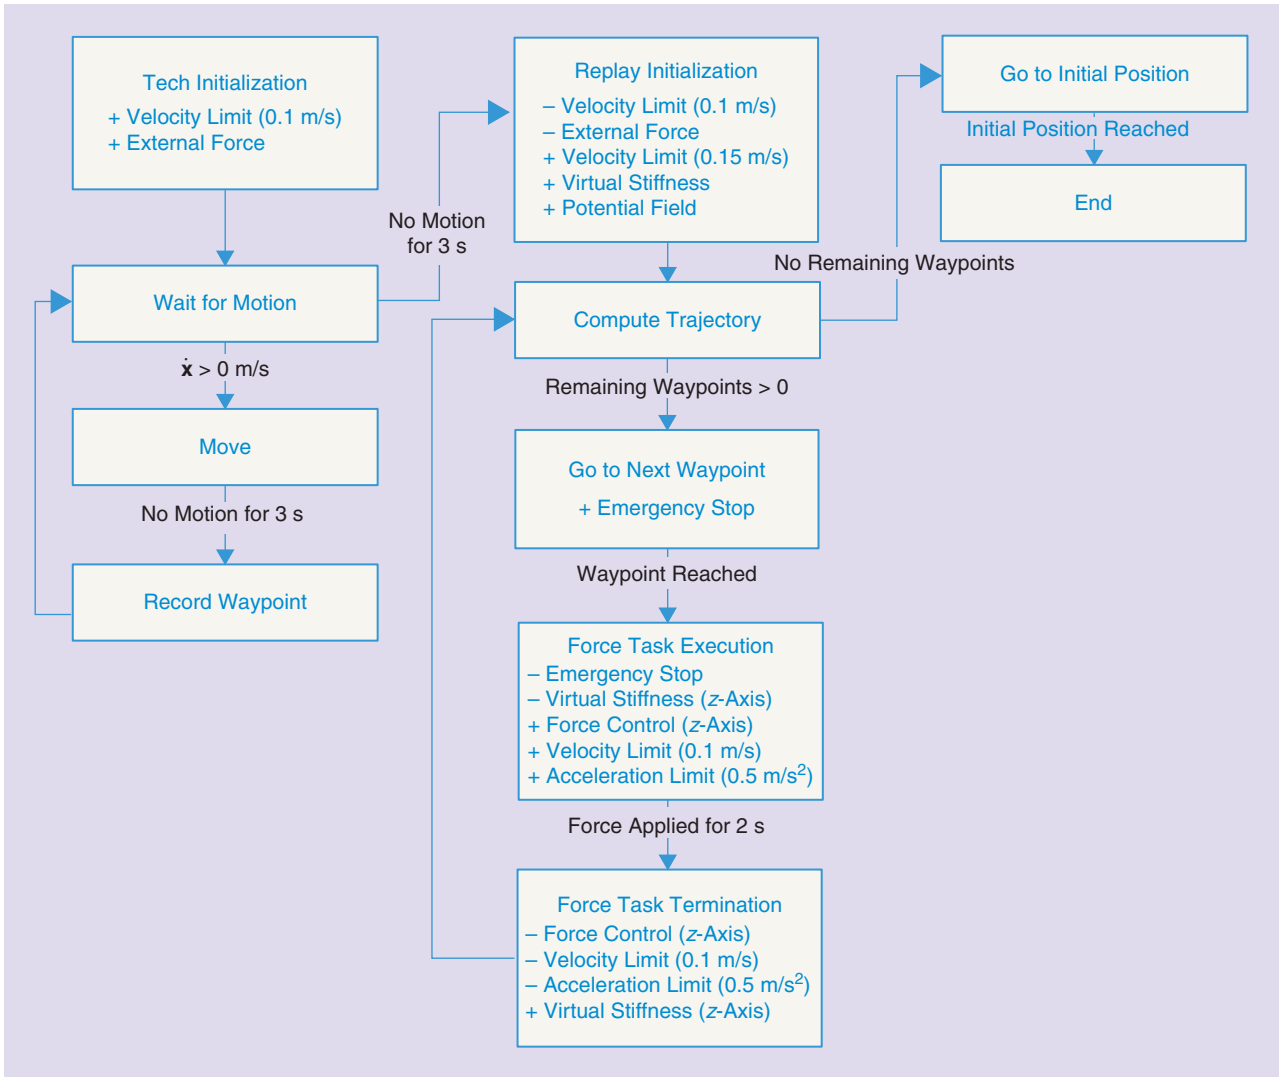 Tech Initialization
+ Velocity Limit (0.1 m/s)
+ External Force
Wait for Motion
ẋ > 0 m/s
Move
No Motion for 3 s
Record Waypoint
No Motion
for 3 s
Replay Initialization
– Velocity Limit (0.1 m/s)
– External Force
+ Velocity Limit (0.15 m/s)
+ Virtual Stiffness
+ Potential Field
Compute Trajectory
Remaining Waypoints > 0
Go to Next Waypoint
+ Emergency Stop
Waypoint Reached
Force Task Execution
– Emergency Stop
– Virtual Stiffness (z-Axis)
+ Force Control (z-Axis)
+ Velocity Limit (0.1 m/s)
+ Acceleration Limit (0.5 m/s²)
Force Applied for 2 s
Force Task Termination
– Force Control (z-Axis)
– Velocity Limit (0.1 m/s)
– Acceleration Limit (0.5 m/s²)
+ Virtual Stiffness (z-Axis)
No Remaining Waypoints
Go to Initial Position
Initial Position Reached
End